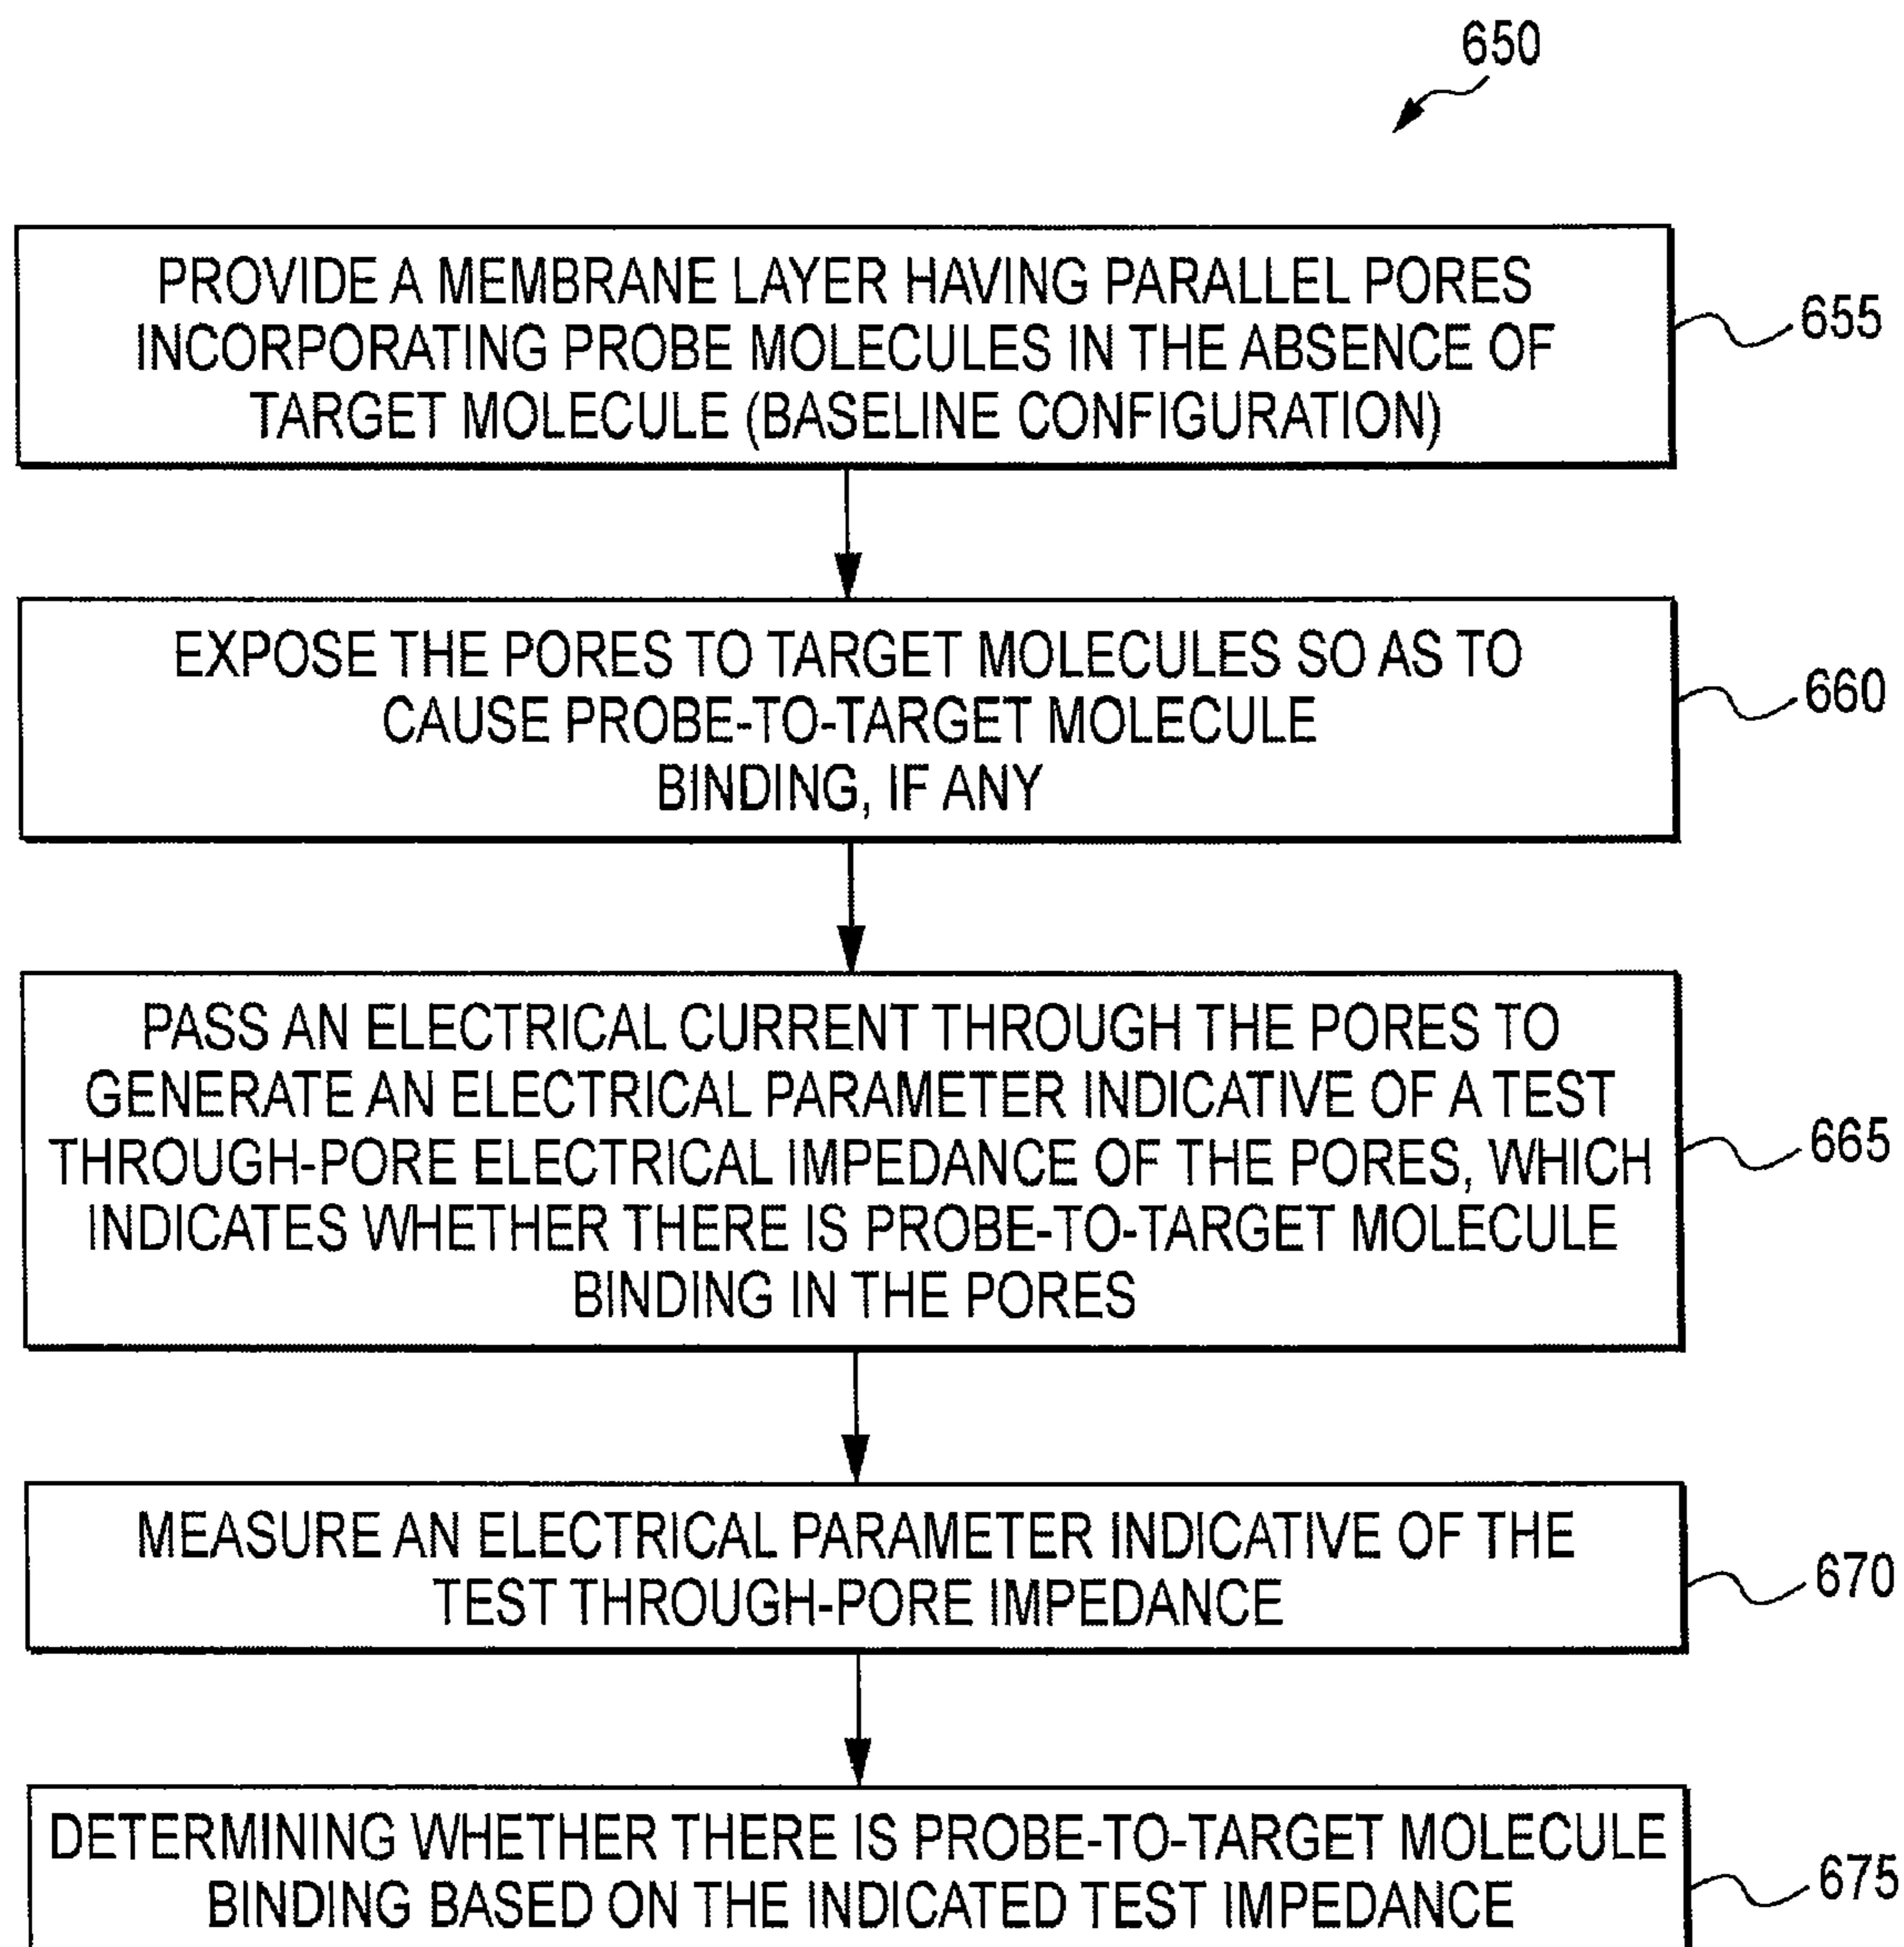 650
PROVIDE A MEMBRANE LAYER HAVING PARALLEL PORES
INCORPORATING PROBE MOLECULES IN THE ABSENCE OF
TARGET MOLECULE (BASELINE CONFIGURATION)
655
EXPOSE THE PORES TO TARGET MOLECULES SO AS TO
CAUSE PROBE-TO-TARGET MOLECULE
BINDING, IF ANY
660
PASS AN ELECTRICAL CURRENT THROUGH THE PORES TO
GENERATE AN ELECTRICAL PARAMETER INDICATIVE OF A TEST
THROUGH-PORE ELECTRICAL IMPEDANCE OF THE PORES, WHICH
INDICATES WHETHER THERE IS PROBE-TO-TARGET MOLECULE
BINDING IN THE PORES
665
MEASURE AN ELECTRICAL PARAMETER INDICATIVE OF THE
TEST THROUGH-PORE IMPEDANCE
670
DETERMINING WHETHER THERE IS PROBE-TO-TARGET MOLECULE
BINDING BASED ON THE INDICATED TEST IMPEDANCE
675